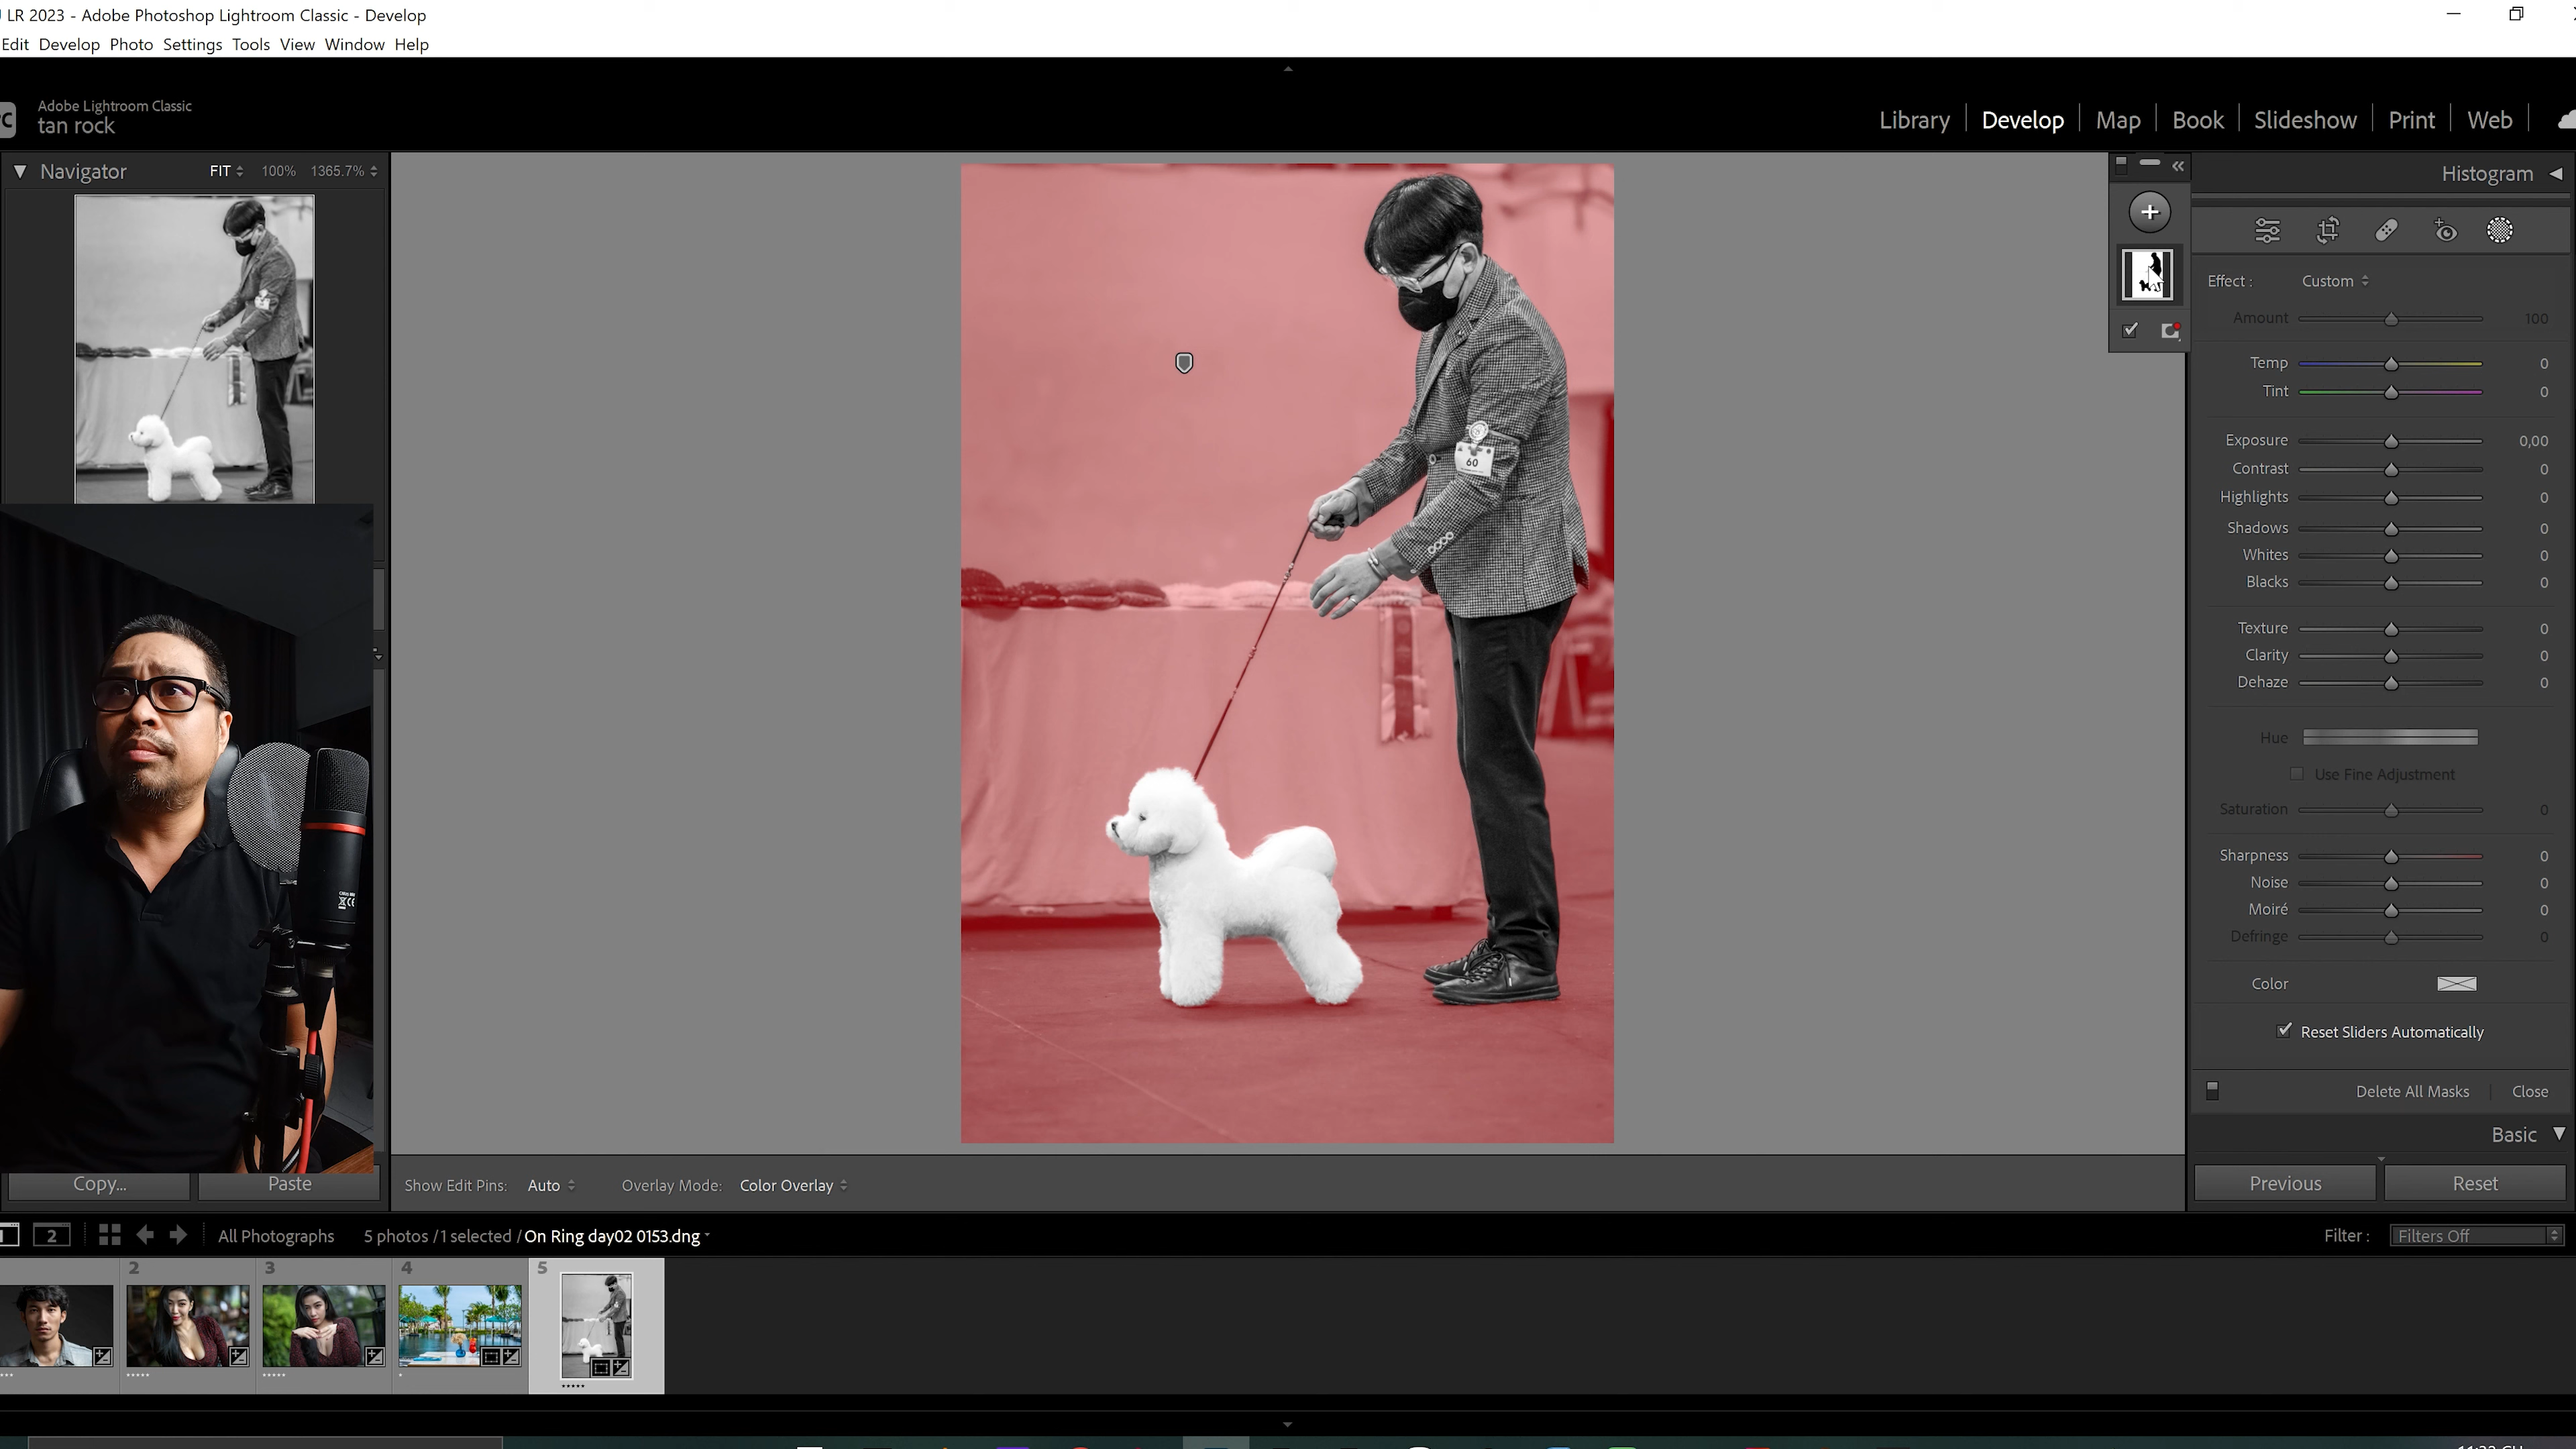 LR 2023 - Adobe Photoshop Lightroom Classic - Develop
Edit Develop Photo Settings Tools View Window Help
Adobe Lightroom Classic
tan rock
Library | Develop | Map | Book | Slideshow | Print | Web |
Navigator FIT 100% 1365.7%
Histogram
Effect : Custom
Amount 100
Temp 0
Tint 0
Exposure 0,00
Contrast 0
Highlights 0
Shadows 0
Whites 0
Blacks 0
Texture 0
Clarity 0
Dehaze 0
Hue
Use Fine Adjustment
Saturation 0
Sharpness 0
Noise 0
Moiré 0
Defringe 0
Color
Reset Sliders Automatically
Delete All Masks Close
Basic
60
Copy... Paste
Show Edit Pins: Auto Overlay Mode: Color Overlay
Previous Reset
2 All Photographs 5 photos /1 selected /On Ring day02 0153.dng
Filter : Filters Off
2 3 4 5